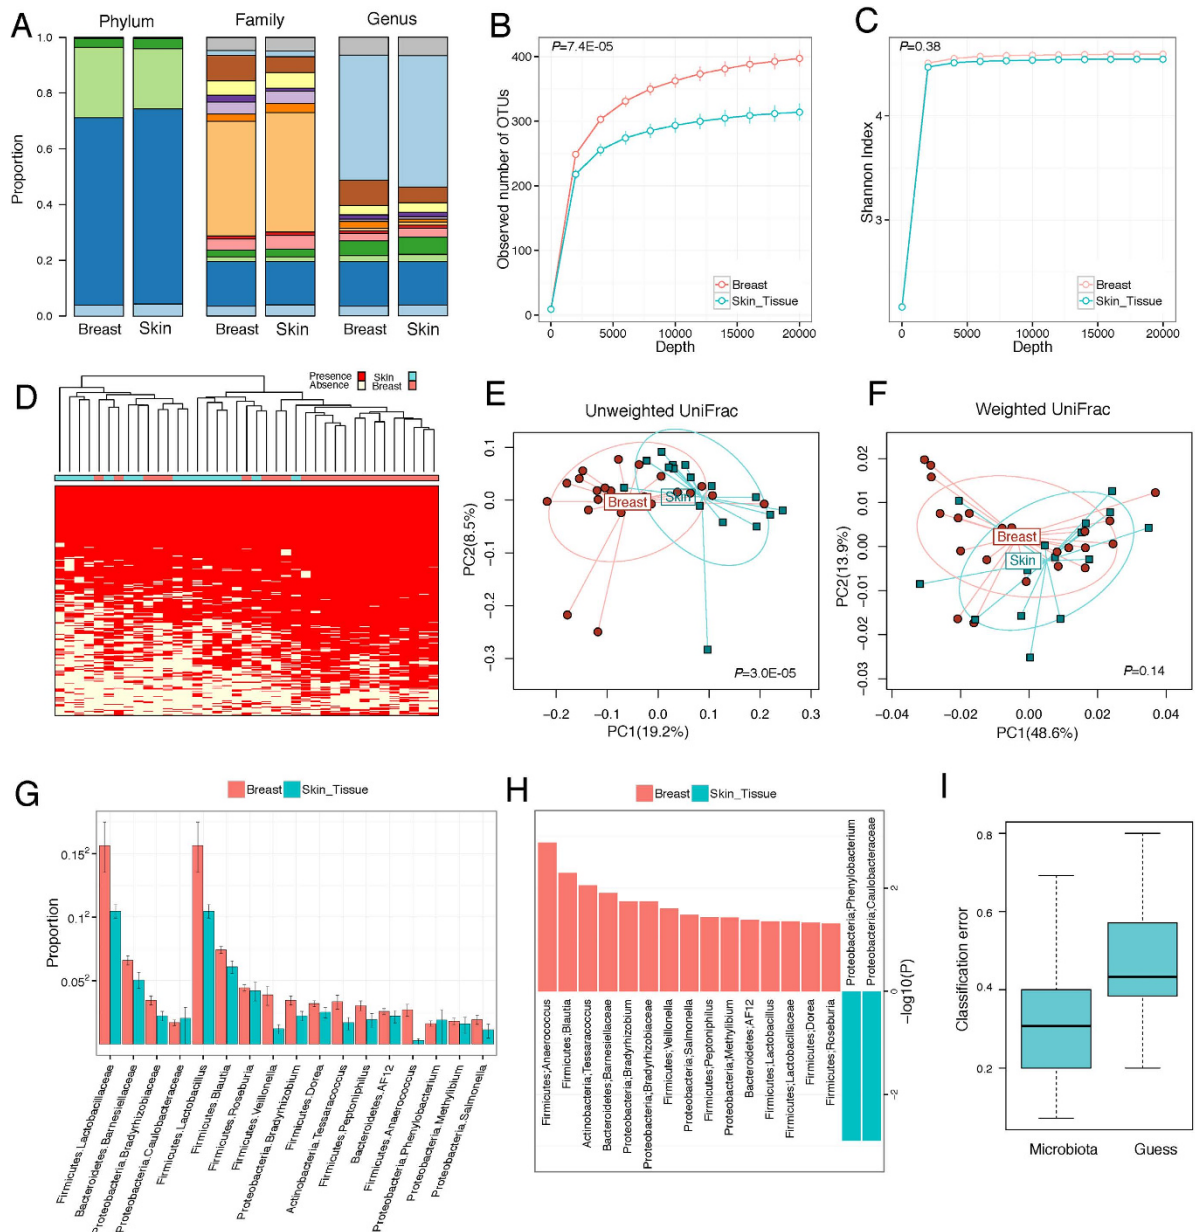 A
Phylum
Family
Genus
Proportion
1.0
0.8
0.6
0.4
0.2
0.0
Breast
Skin
Breast
Skin
Breast
Skin
B
P=7.4E-05
Observed number of OTUs
400
300
200
100
0
Breast
Skin_Tissue
0
5000
10000
15000
20000
Depth
C
P=0.38
Shannon Index
4
3
Breast
Skin_Tissue
0
5000
10000
15000
20000
Depth
D
Presence
Skin
Absence
Breast
E
Unweighted UniFrac
PC2(8.5%)
0.1
0.0
−0.1
−0.2
−0.3
Breast
Skin
P=3.0E-05
−0.2
−0.1
0.0
0.1
0.2
0.3
PC1(19.2%)
F
Weighted UniFrac
PC2(13.9%)
0.02
0.01
0.00
−0.01
−0.02
−0.03
Breast
Skin
P=0.14
−0.04
−0.02
0.00
0.02
0.04
PC1(48.6%)
G
Breast
Skin_Tissue
Proportion
0.15²
0.1²
0.05²
Firmicutes.Lactobacillaceae
Bacteroidetes.Barnesiellaceae
Proteobacteria.Bradyrhizobiaceae
Proteobacteria.Caulobacteraceae
Firmicutes.Lactobacillus
Firmicutes.Blautia
Firmicutes.Roseburia
Firmicutes.Veillonella
Proteobacteria.Bradyrhizobium
Firmicutes.Dorea
Actinobacteria.Tessaracoccus
Firmicutes.Peptoniphilus
Bacteroidetes.AF12
Firmicutes.Anaerococcus
Proteobacteria.Phenylobacterium
Proteobacteria.Methylibium
Proteobacteria.Salmonella
H
Breast
Skin_Tissue
Firmicutes;Anaerococcus
Firmicutes;Blautia
Actinobacteria;Tessaracoccus
Bacteroidetes;Barnesiellaceae
Proteobacteria;Bradyrhizobium
Proteobacteria;Bradyrhizobiaceae
Firmicutes;Veillonella
Proteobacteria;Salmonella
Firmicutes;Peptoniphilus
Proteobacteria;Methylibium
Bacteroidetes;AF12
Firmicutes;Lactobacillus
Firmicutes;Lactobacillaceae
Firmicutes;Dorea
Firmicutes;Roseburia
Proteobacteria;Phenylobacterium
Proteobacteria;Caulobacteraceae
2
0
−2
−log10(P)
I
Classification error
0.8
0.6
0.4
0.2
Microbiota
Guess